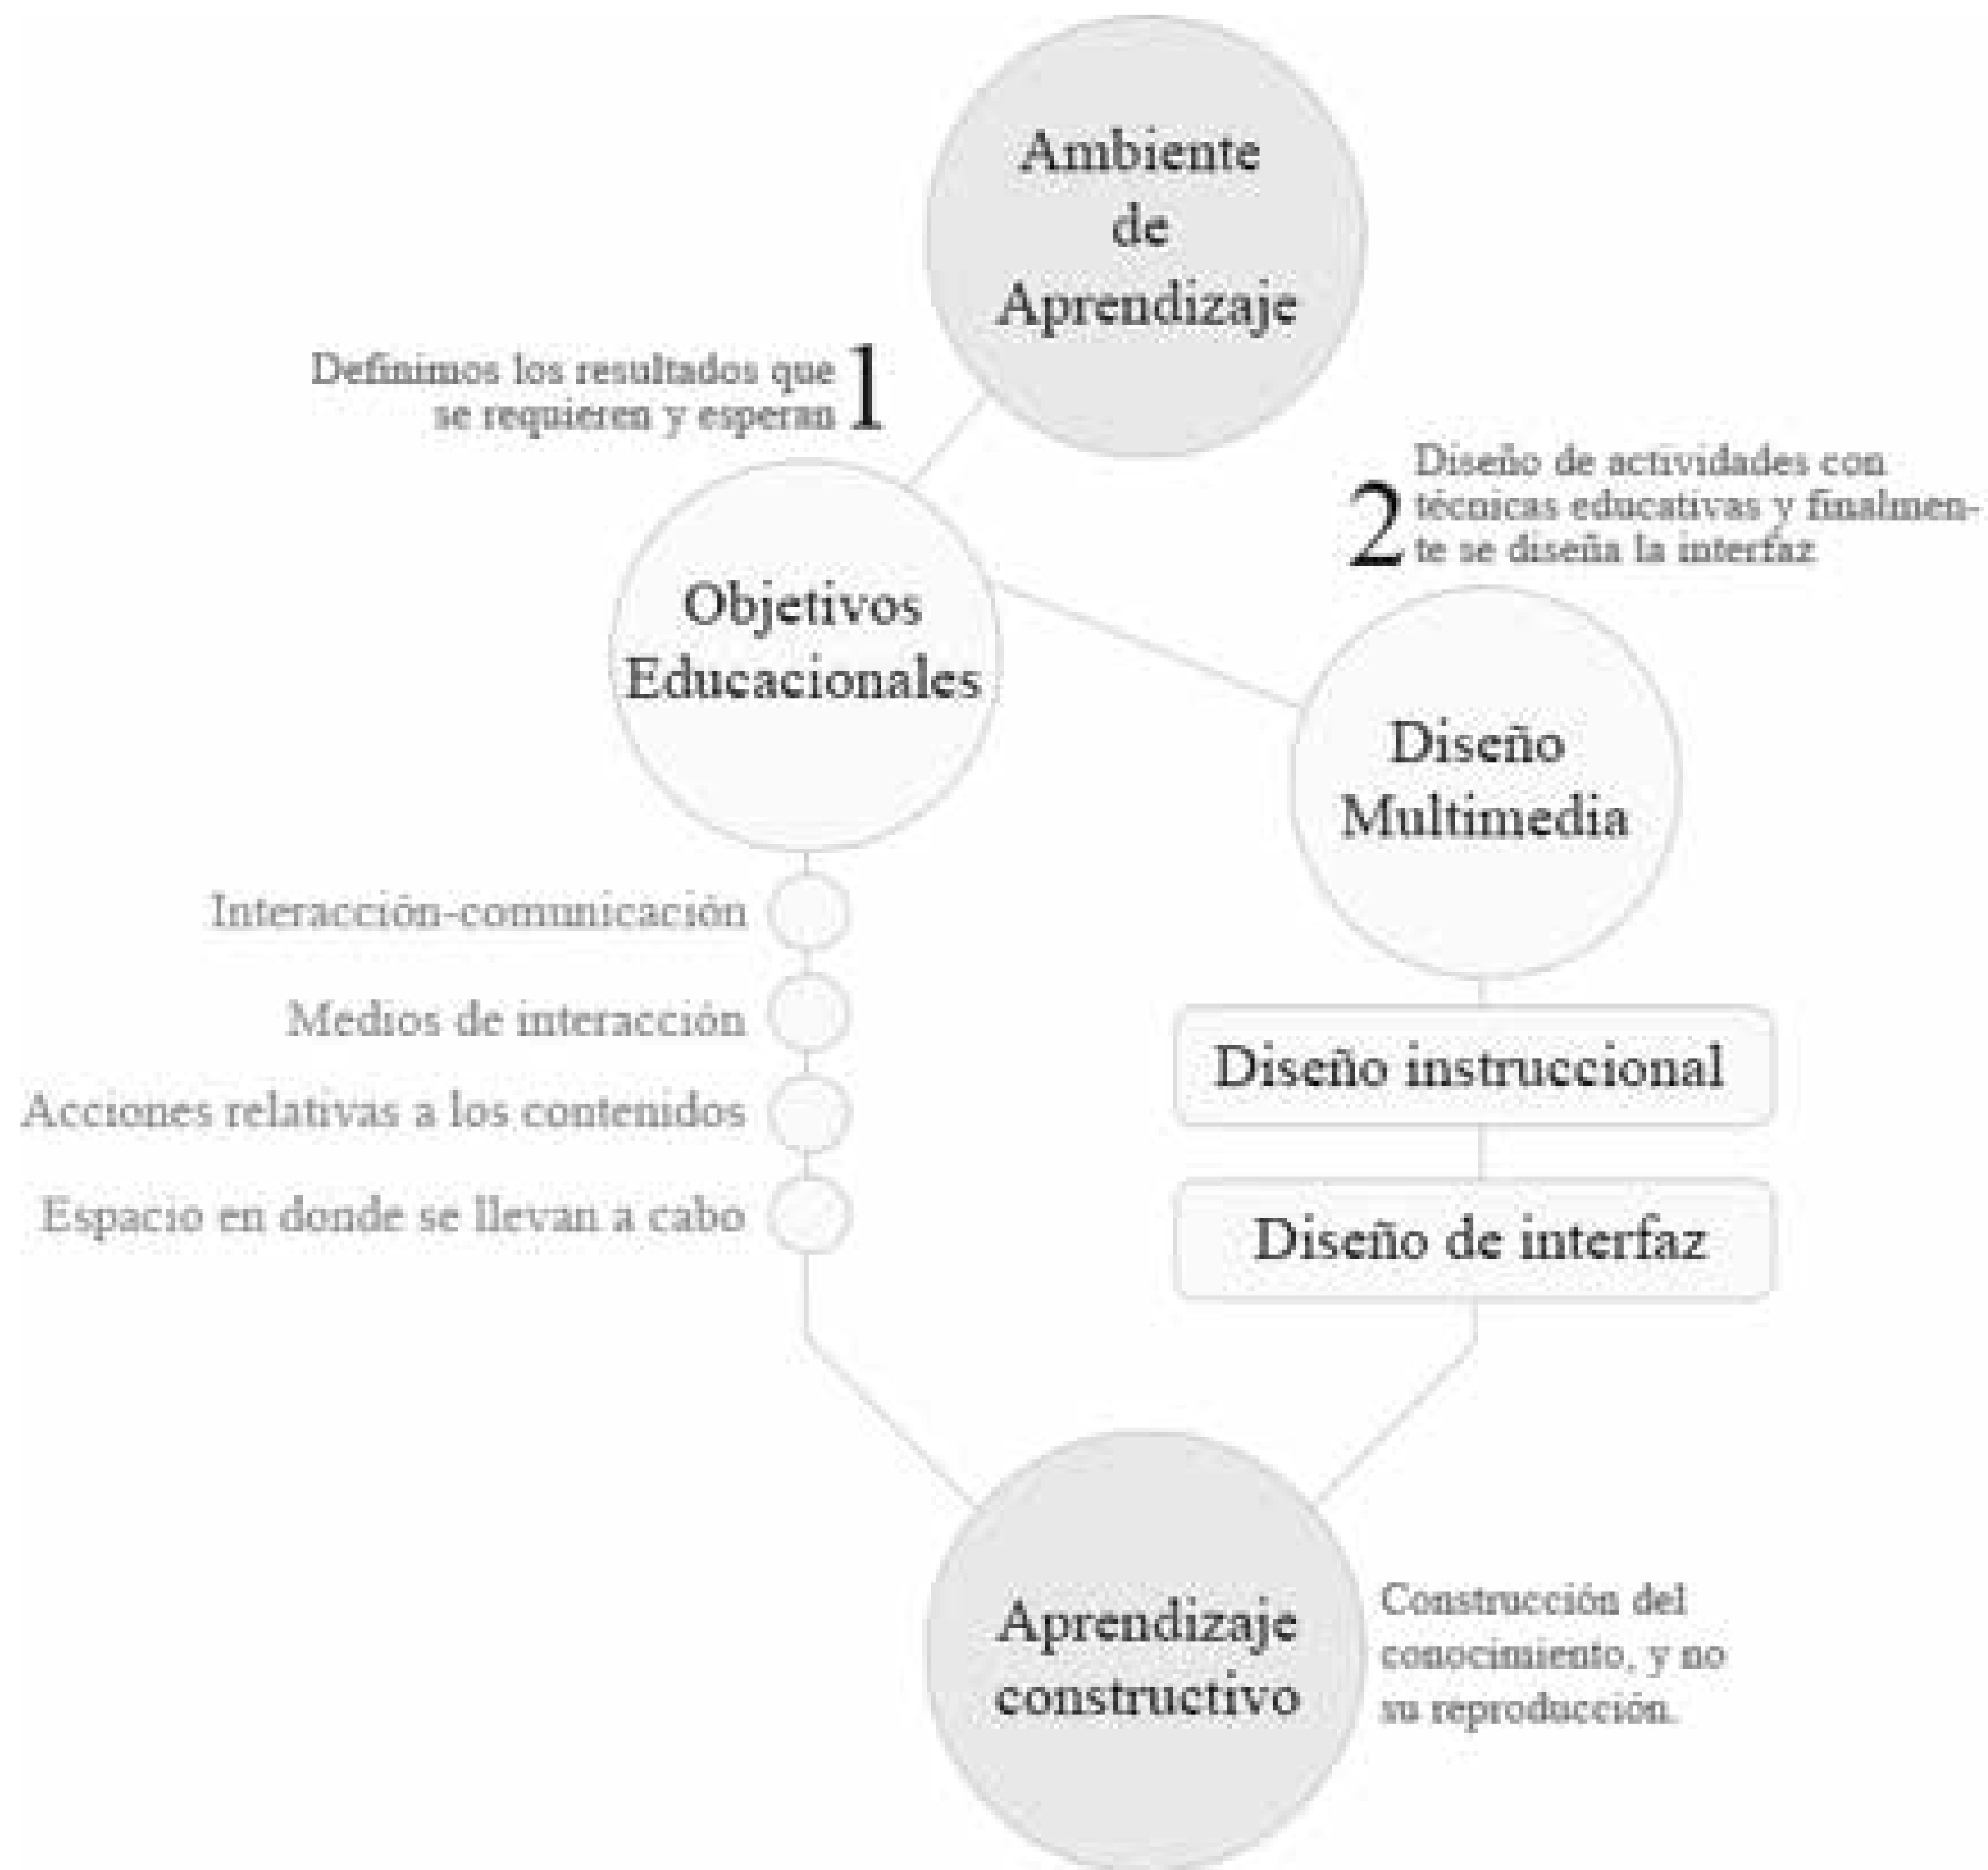 Ambiente
de
Aprendizaje
Definimos los resultados que
se requieren y esperan
1
Objetivos
Educacionales
2
Diseño de actividades con
técnicas educativas y finalmen-
te se diseña la interfaz
Diseño
Multimedia
Interacción-comunicación
Medios de interacción
Acciones relativas a los contenidos
Espacio en donde se llevan a cabo
Diseño instruccional
Diseño de interfaz
Aprendizaje
constructivo
Construcción del
conocimiento, y no
su reproducción.